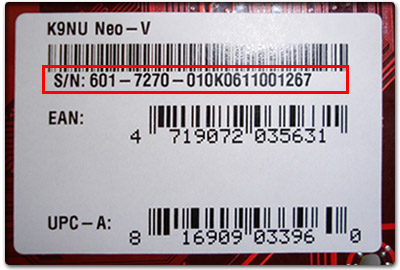 K9NU Neo-V
S/N: 601-7270-010K0611001267
EAN:
4 719072 035631
UPC-A:
8 16909 03396 0